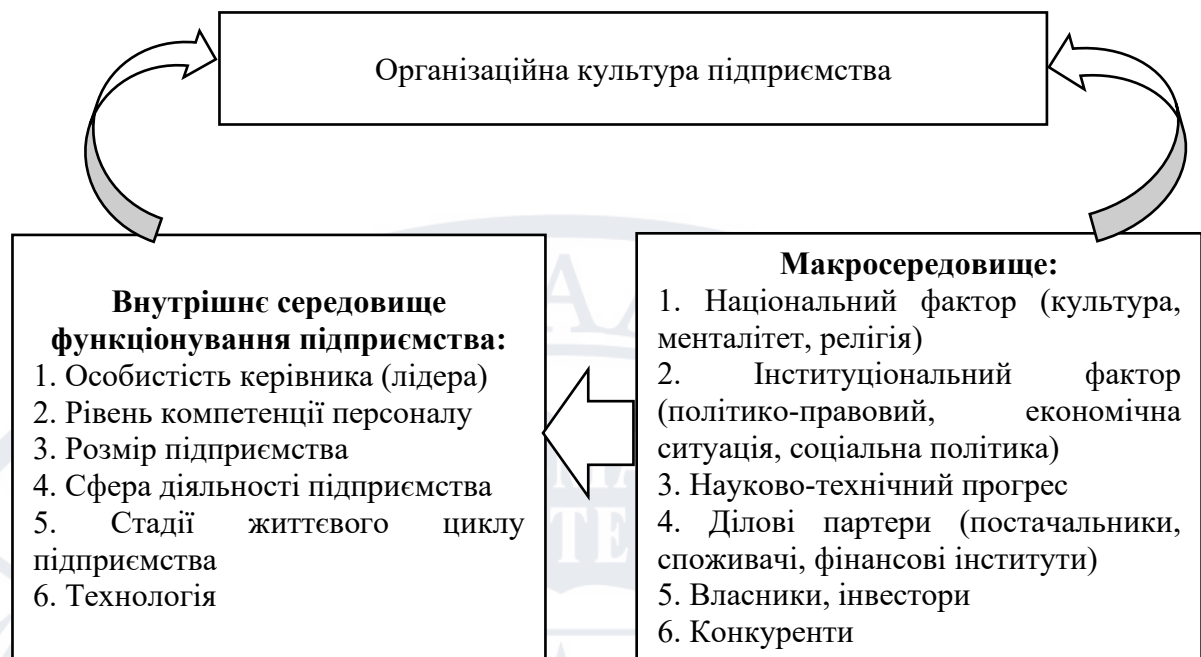 Організаційна культура підприємства
Внутрішнє середовище
функціонування підприємства:
1. Особистість керівника (лідера)
2. Рівень компетенції персоналу
3. Розмір підприємства
4. Сфера діяльності підприємства
5. Стадії життєвого циклу
підприємства
6. Технологія
Макросередовище:
1. Національний фактор (культура,
менталітет, релігія)
2. Інституціональний фактор
(політико-правовий, економічна
ситуація, соціальна політика)
3. Науково-технічний прогрес
4. Ділові партери (постачальники,
споживачі, фінансові інститути)
5. Власники, інвестори
6. Конкуренти